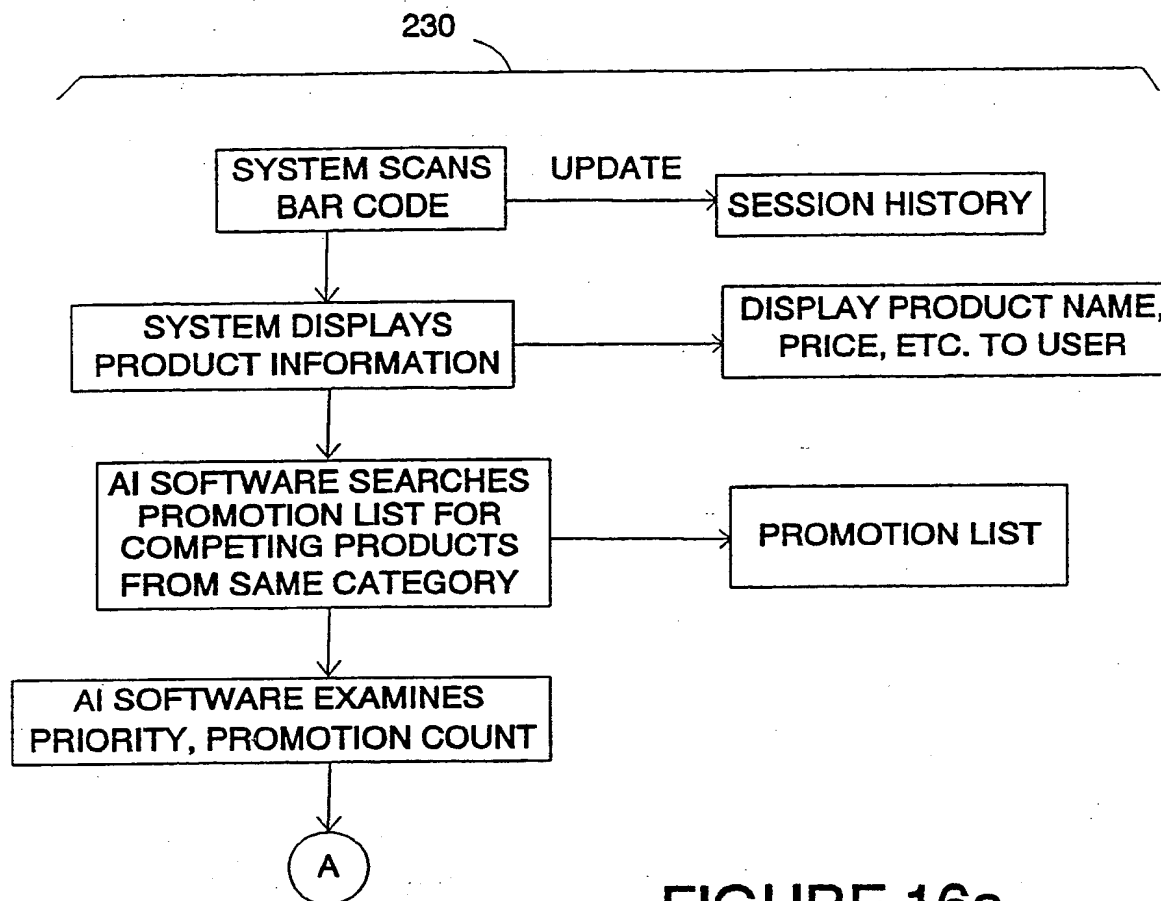 230
SYSTEM SCANS
BAR CODE
UPDATE
SESSION HISTORY
SYSTEM DISPLAYS
PRODUCT INFORMATION
DISPLAY PRODUCT NAME,
PRICE, ETC. TO USER
AI SOFTWARE SEARCHES
PROMOTION LIST FOR
COMPETING PRODUCTS
FROM SAME CATEGORY
PROMOTION LIST
AI SOFTWARE EXAMINES
PRIORITY, PROMOTION COUNT
A
FIGURE 16a